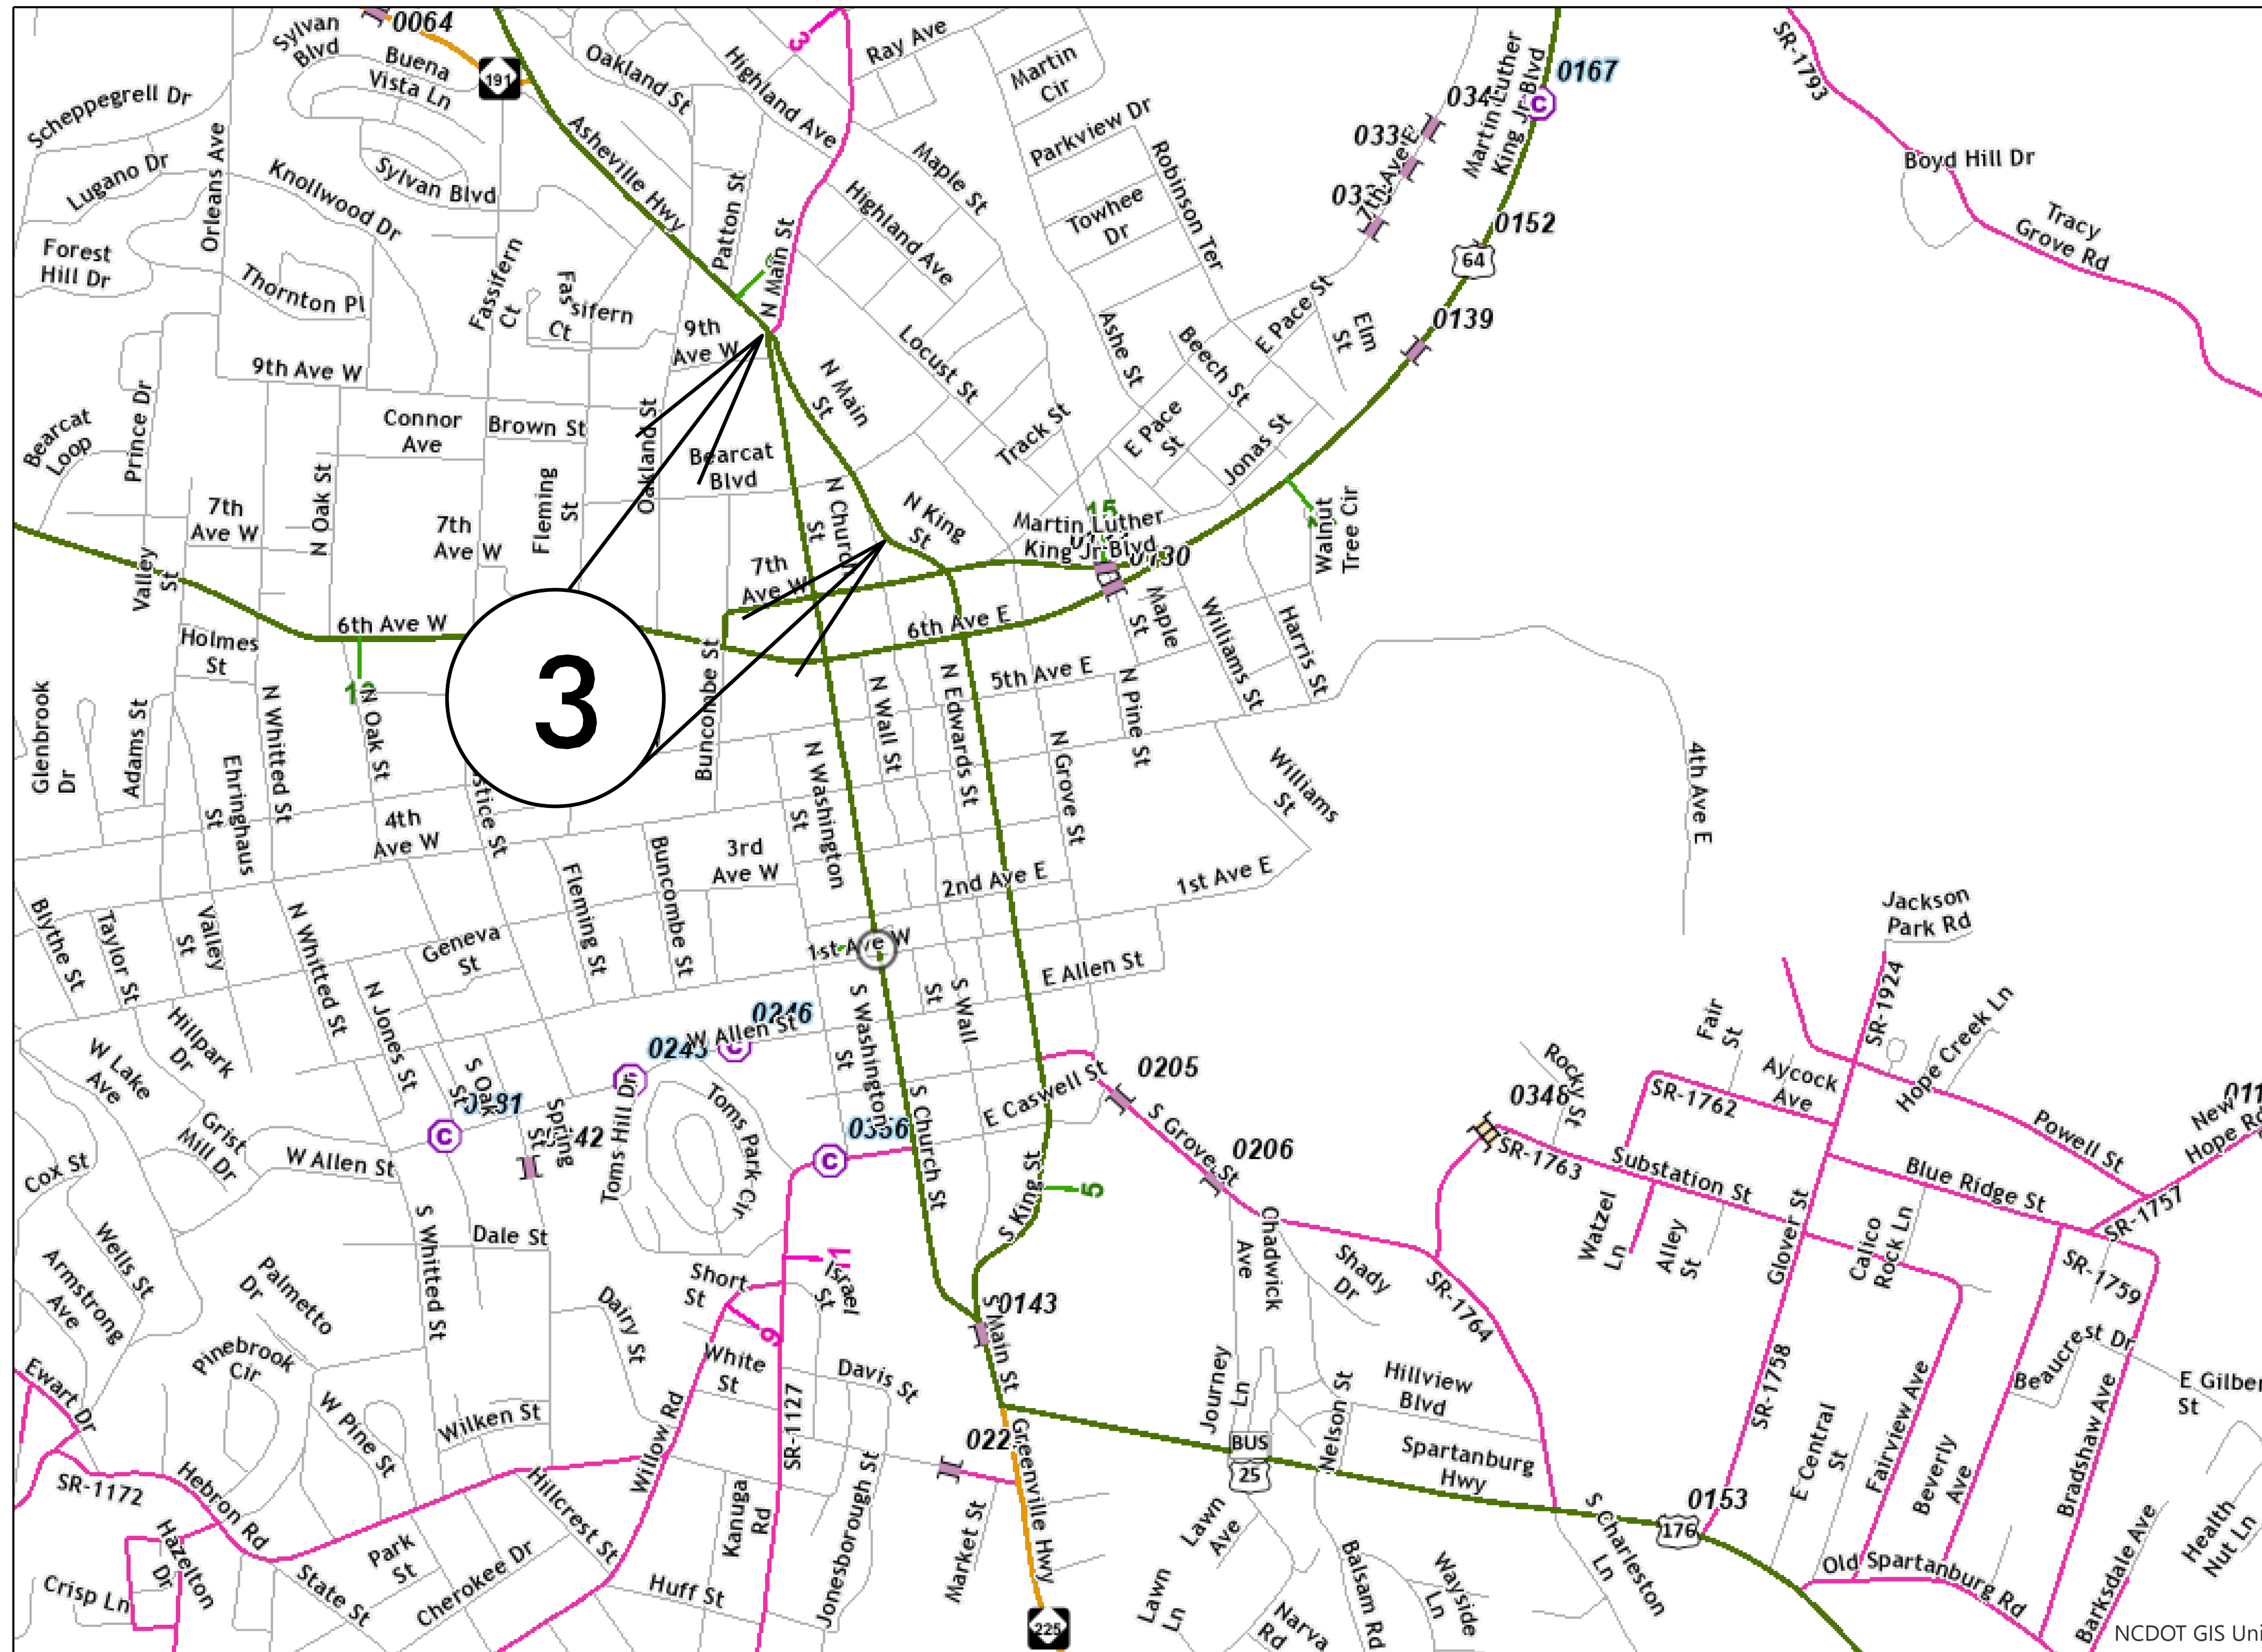 0064
Sylvan
Blvd
Buena
Vista Ln
191
Oakland St
Highland Ave
3
Ray Ave
Martin
Cir
Martin Luther
King Jr Blvd
0167
C
SR-1793
Scheppegrell Dr
Asheville Hwy
Parkview Dr
Boyd Hill Dr
Lugano Dr
Orleans Ave
Knollwood Dr
Sylvan Blvd
Patton St
Maple St
Highland Ave
Robinson Ter
Towhee
Dr
7th Ave E
0152
64
Tracy
Grove Rd
Forest
Hill Dr
Thornton Pl
Fassifern
Ct
Fassifern
Ct
N Main St
9th
Ave W
N Main
St
Locust St
Ashe St
Beech St
E Pace St
Elm
St
0139
9th Ave W
Prince Dr
Bearcat
Loop
Connor
Ave
Brown St
Oakland St
Bearcat
Blvd
Track St
E Pace
St
Jonas St
7th
Ave W
N Oak St
7th
Ave W
Fleming
St
N Church
St
N King
St
15
Martin Luther
King Jr Blvd
0130
Walnut
Tree Cir
Valley
St
7th
Ave W
6th Ave W
6th Ave E
Maple
St
Williams St
Harris St
Holmes
St
3
Buncombe St
5th Ave E
N Pine St
Glenbrook
Dr
Adams St
N Whitted St
N Oak St
N Wall St
N Edwards St
N Grove St
Williams
St
4th Ave E
Ehringhaus
St
4th
Ave W
3rd
Ave W
N Washington
St
2nd Ave E
1st Ave E
Blythe St
Taylor St
Valley
St
N Whitted St
Geneva
St
Fleming St
Buncombe St
1st Ave W
E Allen St
Jackson
Park Rd
SR-1924
Hillpark
Dr
N Jones St
0246
W Allen St
C
S Washington
St
S Wall
St
Fair
St
Hope Creek Ln
W Lake
Ave
S Oak
St
C
Spring
St
C
Toms Hill Dr
Toms Park Cir
0356
C
S Church St
E Caswell St
0205
S Grove St
0206
0348
Rocky St
SR-1762
Aycock
Ave
Powell St
New
Hope Rd
Grist
Mill Dr
Cox St
W Allen St
S King St
5
SR-1763
Substation St
Blue Ridge St
SR-1757
Wells St
Armstrong
Ave
S Whitted St
Dale St
1
Israel
St
Short
St
Chadwick
Ave
Shady
Dr
SR-1764
Watzel
Ln
Alley
St
Glover St
Calico
Rock Ln
SR-1759
Palmetto
Dr
Dairy St
9
0143
S Main St
Pinebrook
Cir
White
St
Davis St
Journey
Ln
Hillview
Blvd
Nelson St
SR-1758
Beaucrest Dr
Ewart Dr
W Pine St
Wilken St
Willow Rd
SR-1127
Greenville Hwy
BUS
25
Spartanburg
Hwy
E Central
St
Fairview Ave
Beverly
Ave
Bradshaw Ave
SR-1172
Hebron Rd
Hillcrest St
Kanuga
Rd
Jonesborough St
Market St
Lawn
Ave
0153
176
S Charleston
Ln
Health
Nut Ln
Hazelton
Dr
Crisp Ln
Park
St
State St
Cherokee Dr
Huff St
225
Lawn
Ln
Narva
Rd
Balsam Rd
Wayside
Ln
Old Spartanburg Rd
Barksdale Ave
NCDOT GIS Uni